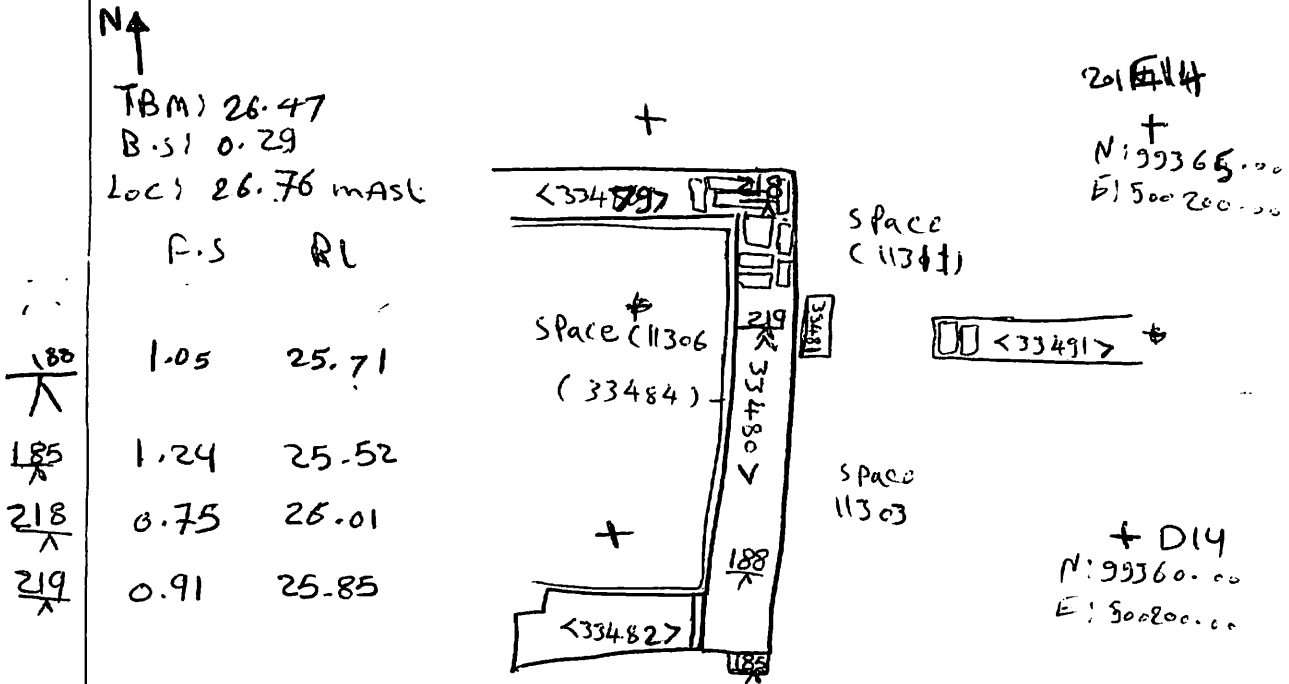 N
TBM: 26.47
B.S: 0.29
Loc: 26.76 mASL
F.S RL
188 1.05 25.71
185 1.24 25.52
218 0.75 26.01
219 0.91 25.85
218
219
33481
Space (11306
(33484)
<33480>
188
<33482>
185
Space
<33491>
Space
11303
N: 99365.00
E: 500200.00
+ D14
N: 99360.00
E: 500200.00